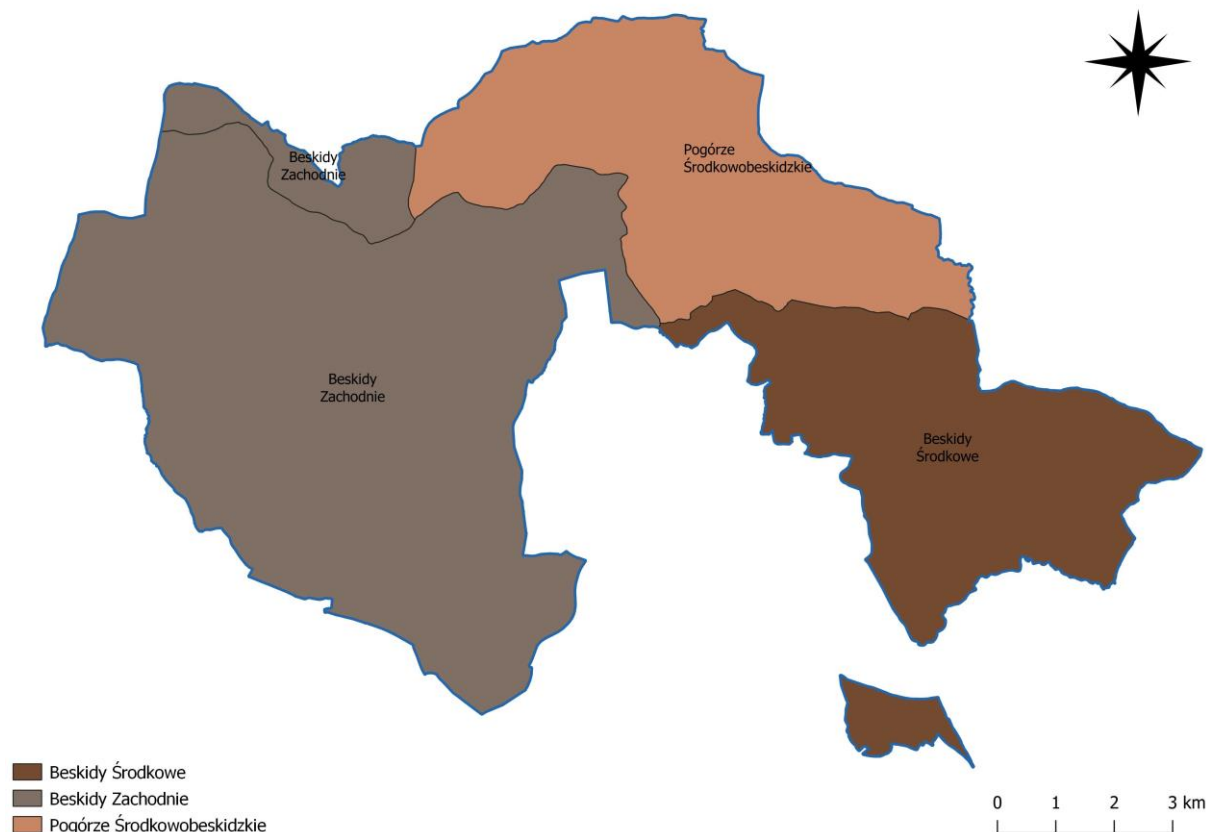 Beskidy
Zachodnie
Pogórze
Środkowobeskidzkie
Beskidy
Zachodnie
Beskidy
Środkowe
Beskidy Środkowe
Beskidy Zachodnie
Pogórze Środkowobeskidzkie
0 1 2 3 km